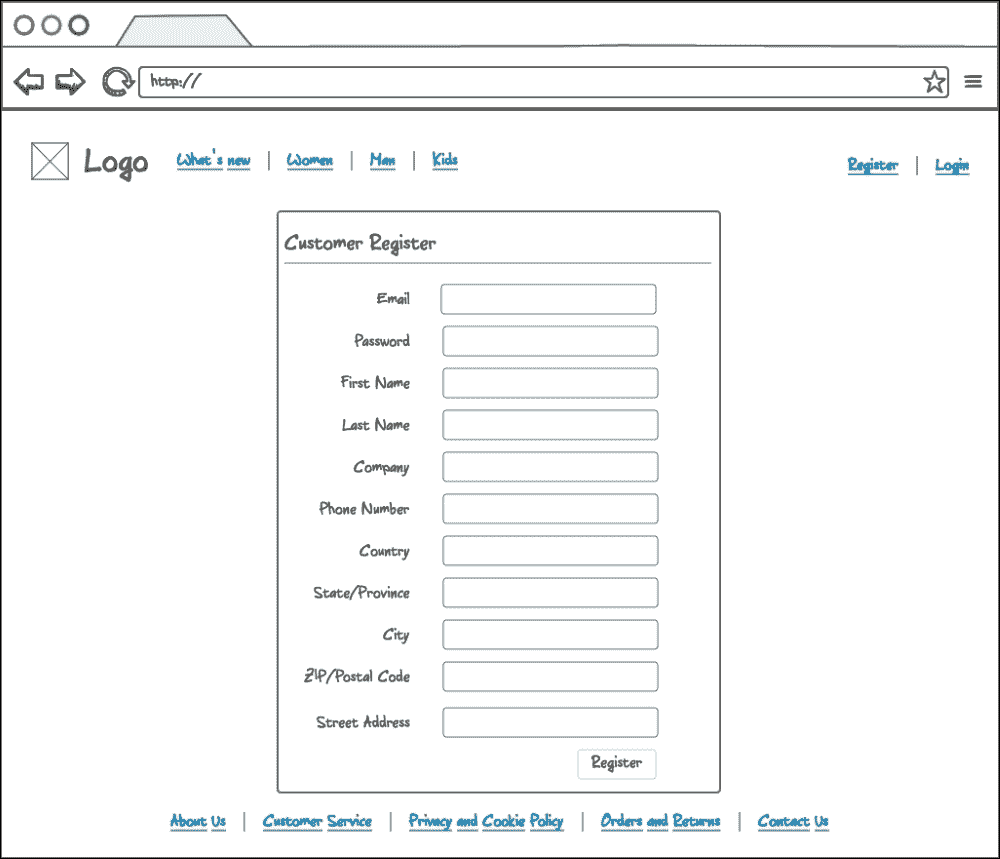 http://
Logo What's new | Women | Man | Kids Register | Login
Customer Register
Email
Password
First Name
Last Name
Company
Phone Number
Country
State/Province
City
ZIP/Postal Code
Street Address
Register
About Us | Customer Service | Privacy and Cookie Policy | Orders and Returns | Contact Us